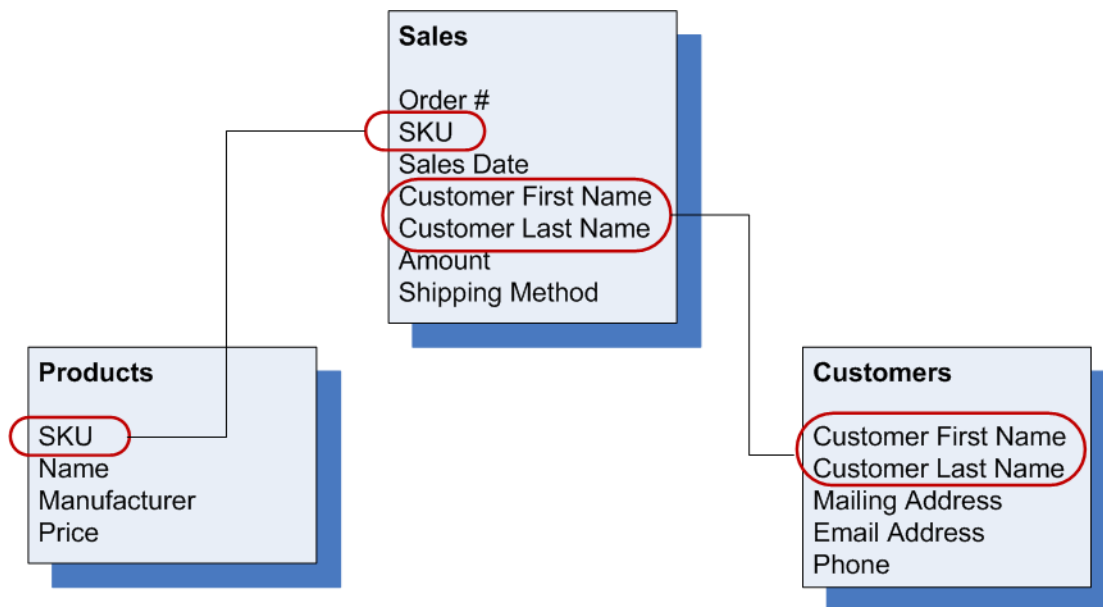 Sales
Order #
SKU
Sales Date
Customer First Name
Customer Last Name
Amount
Shipping Method
Products
SKU
Name
Manufacturer
Price
Customers
Customer First Name
Customer Last Name
Mailing Address
Email Address
Phone